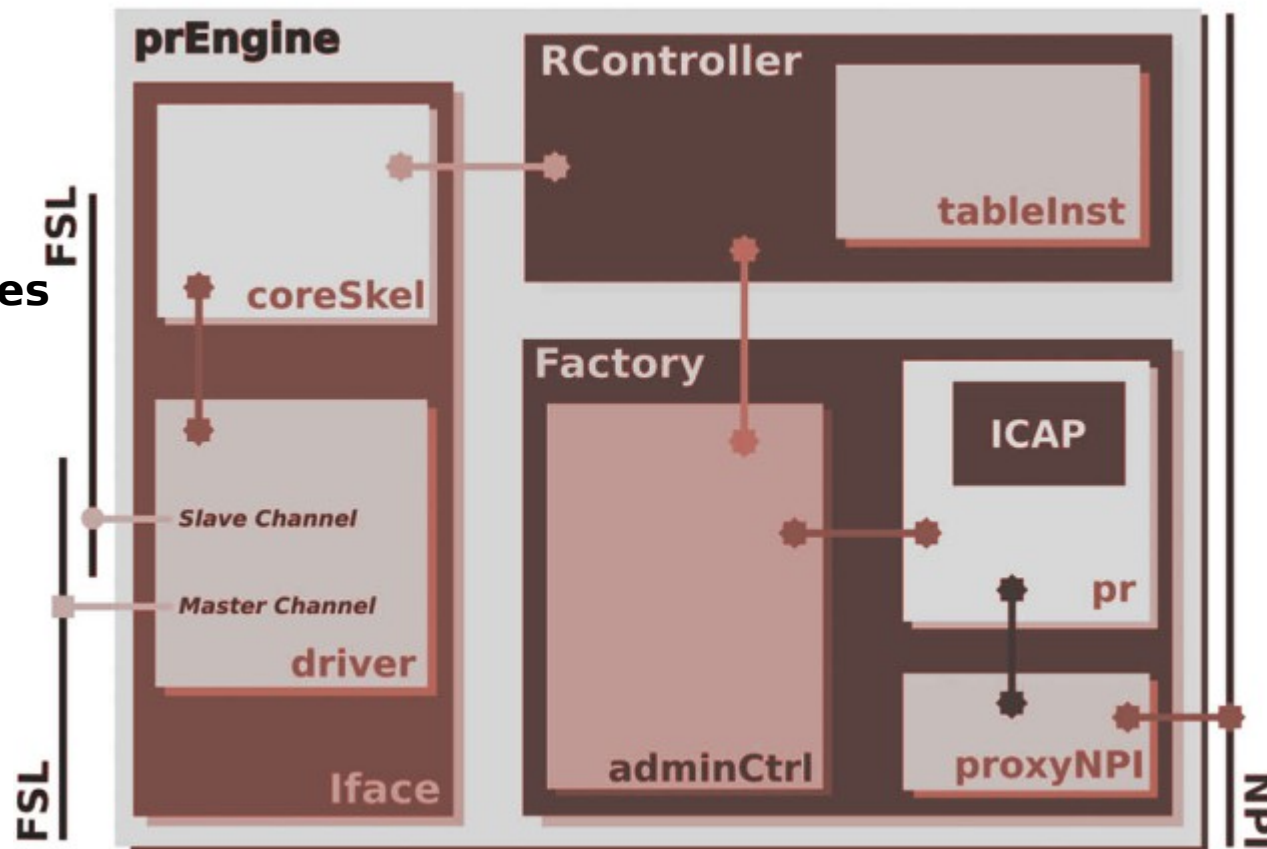 prEngine
RController
tableInst
FSL
es
coreSkel
Factory
ICAP
Slave Channel
pr
Master Channel
driver
proxyNPI
adminCtrl
Iface
FSL
NPI